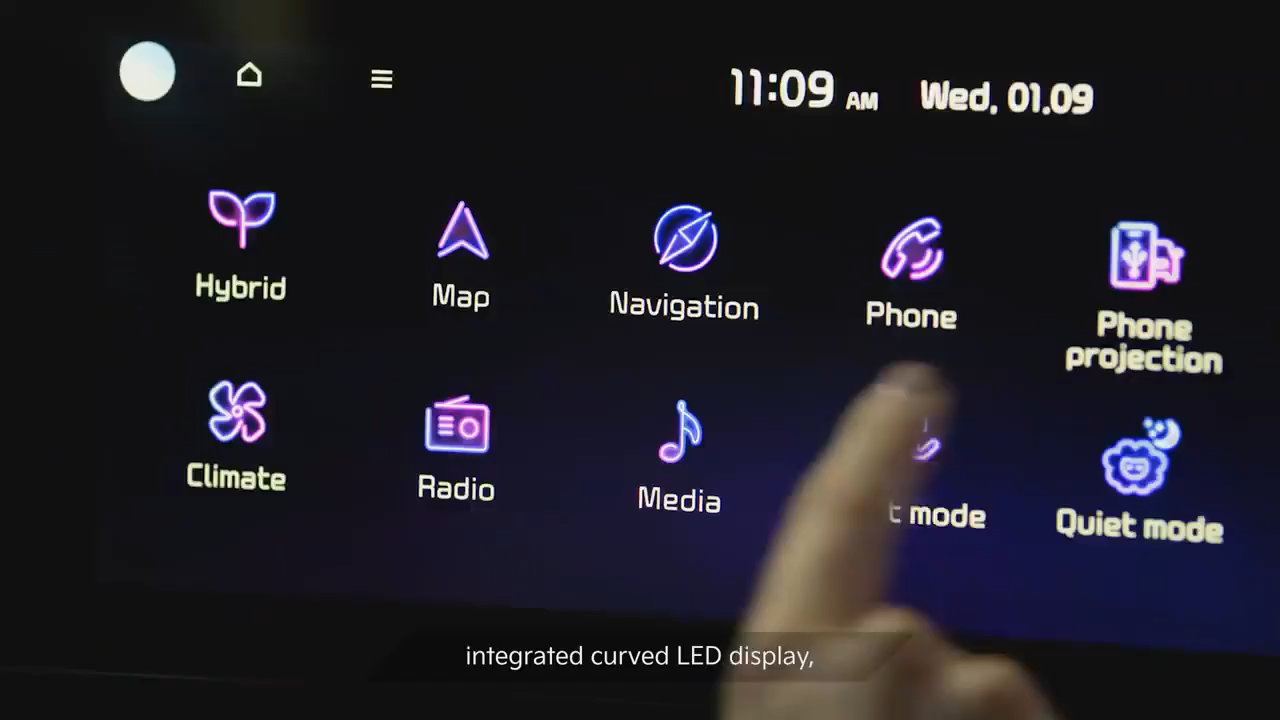 11:09 AM Wed, 01.09
Hybrid
Map
Navigation
Phone
Phone
projection
Climate
Radio
Media
mode
Quiet mode
integrated curved LED display,